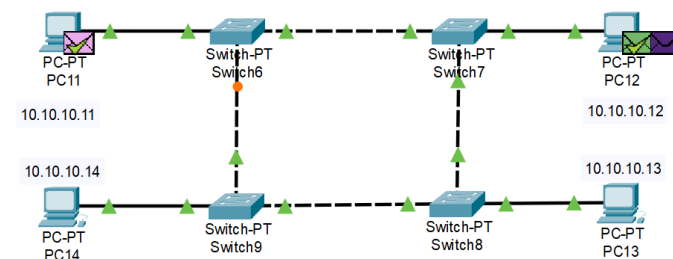 PC-PT
PC11
Switch-PT
Switch6
Switch-PT
Switch7
PC-PT
PC12
10.10.10.11
10.10.10.12
10.10.10.14
10.10.10.13
PC-PT
PC14
Switch-PT
Switch9
Switch-PT
Switch8
PC-PT
PC13